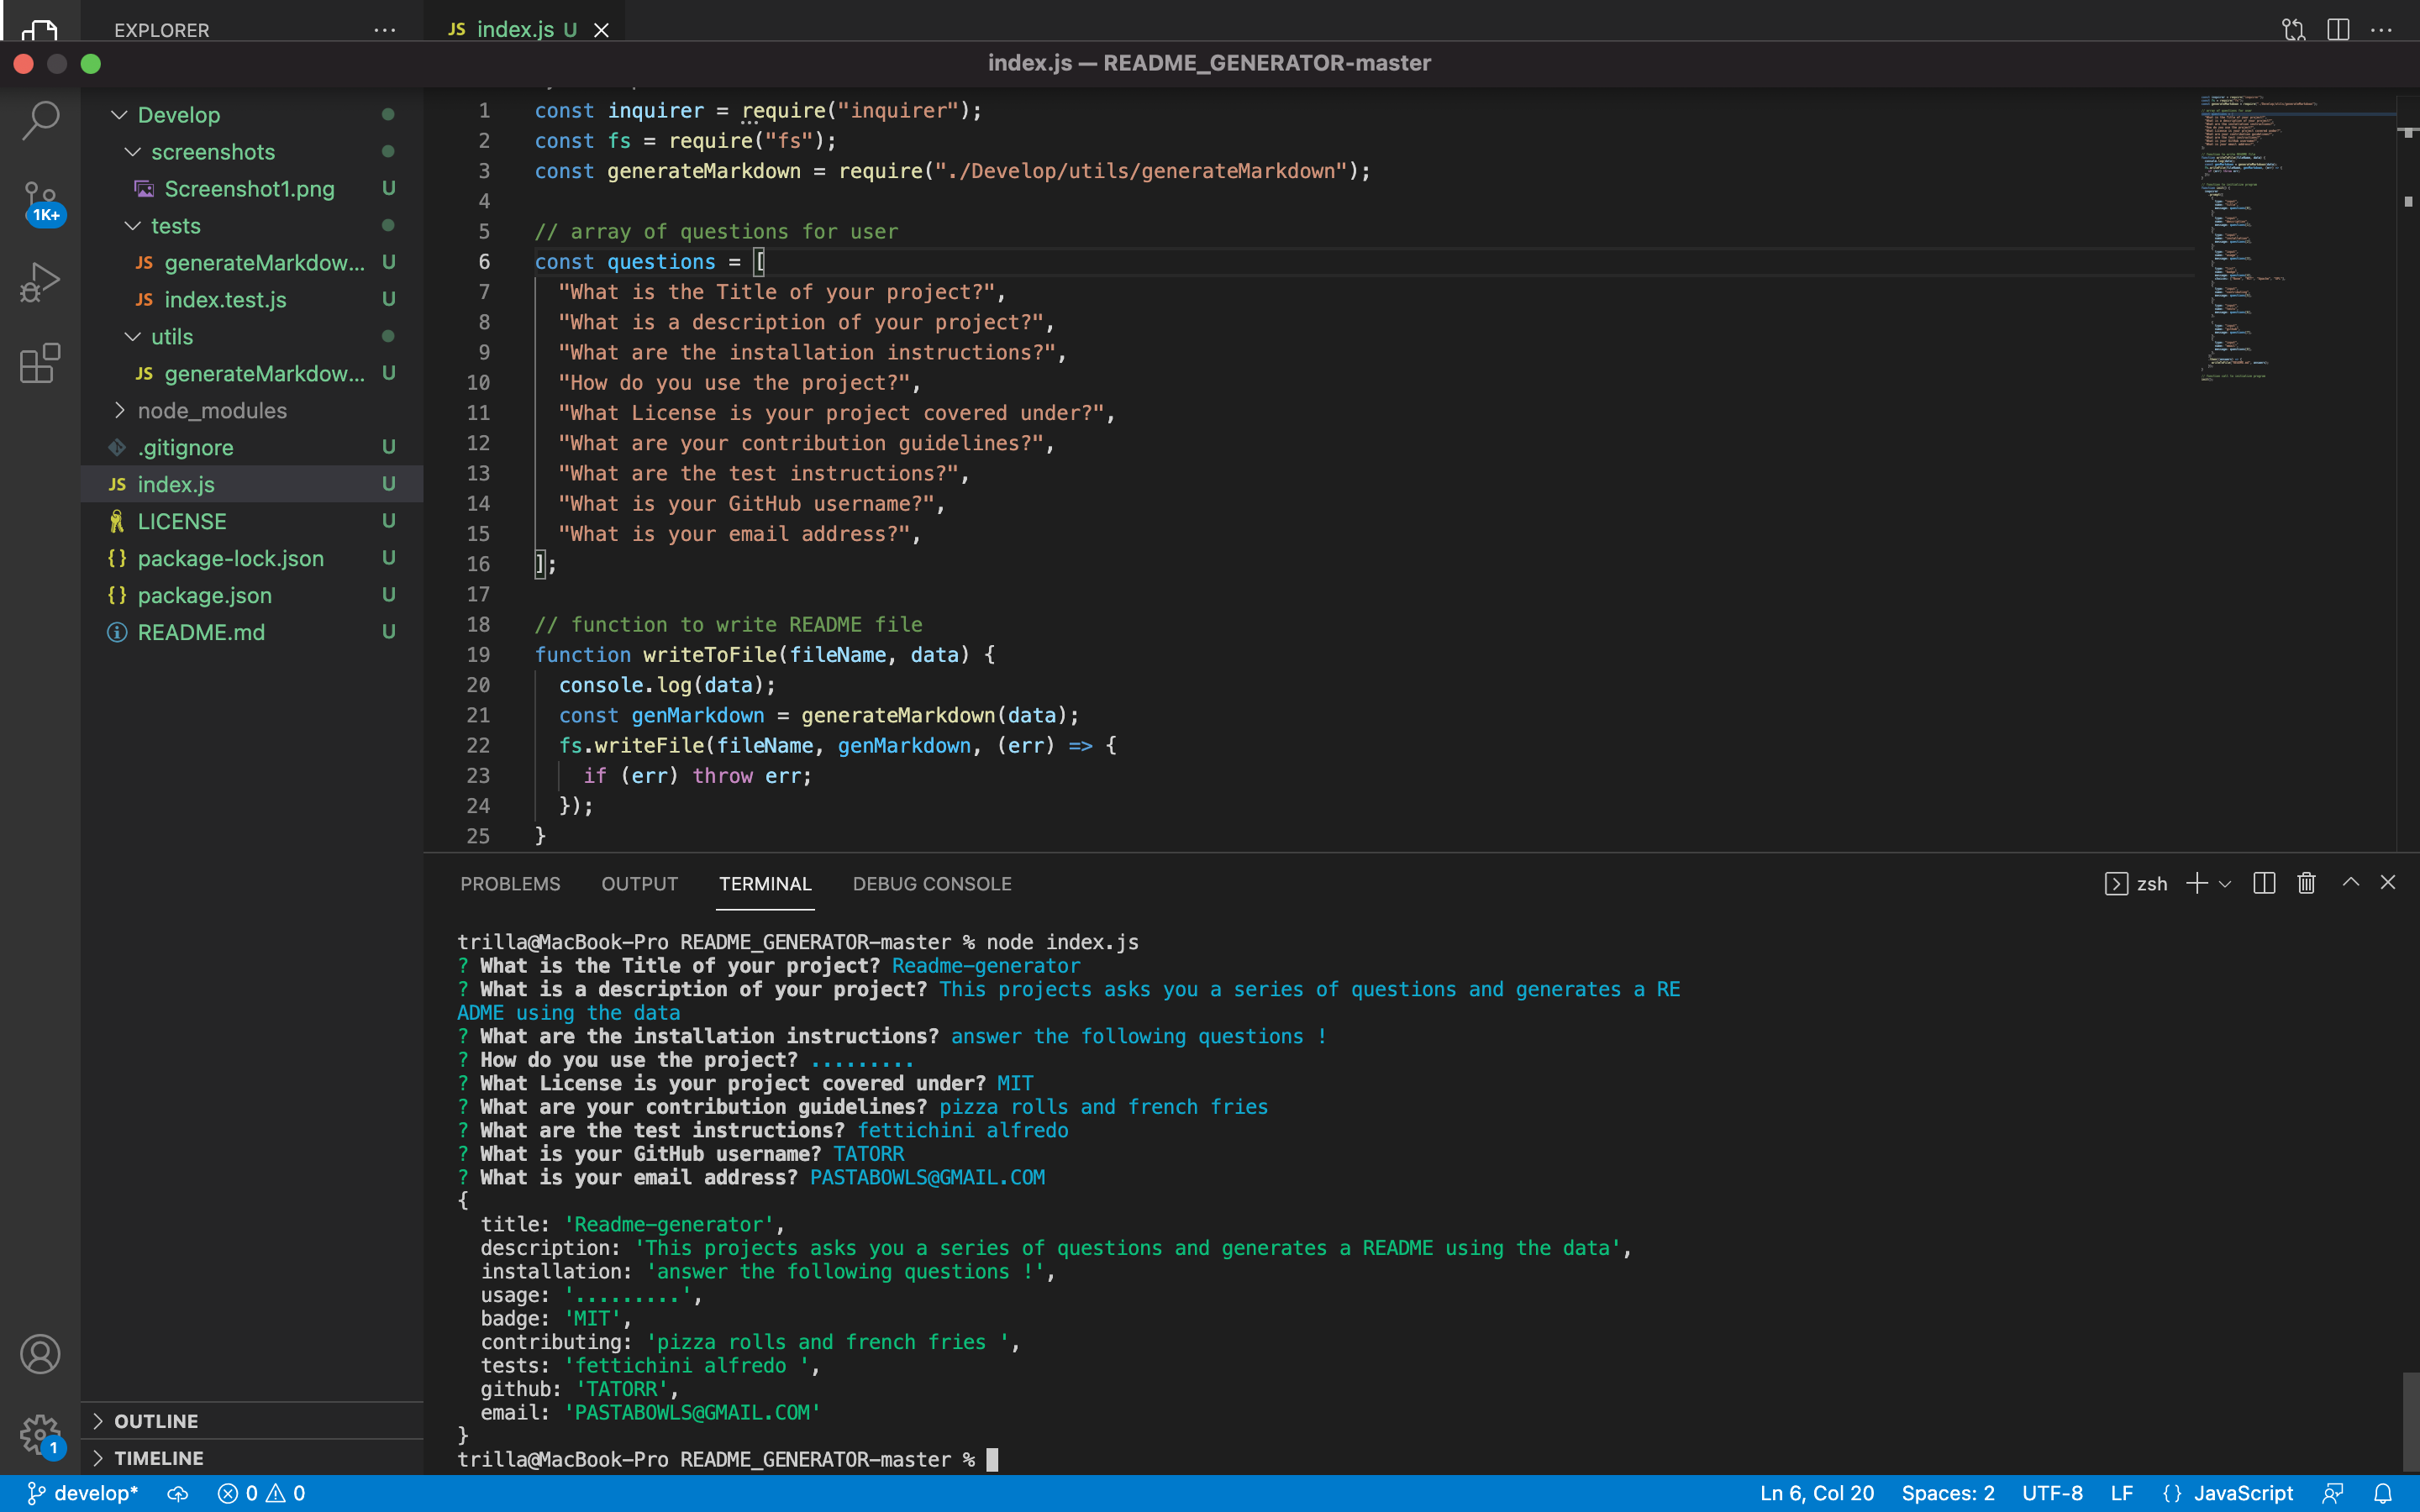 EXPLORER
JS index.js U
index.js — README_GENERATOR-master
1K+
Develop
screenshots
Screenshot1.png U
tests
JS generateMarkdow... U
JS index.test.js U
utils
JS generateMarkdow... U
node_modules
.gitignore U
JS index.js U
LICENSE U
{} package-lock.json U
{} package.json U
README.md U
OUTLINE
TIMELINE
1
1 const inquirer = require("inquirer");
2 const fs = require("fs");
3 const generateMarkdown = require("./Develop/utils/generateMarkdown");
4
5 // array of questions for user
6 const questions = [
7 "What is the Title of your project?",
8 "What is a description of your project?",
9 "What are the installation instructions?",
10 "How do you use the project?",
11 "What License is your project covered under?",
12 "What are your contribution guidelines?",
13 "What are the test instructions?",
14 "What is your GitHub username?",
15 "What is your email address?",
16 ];
17
18 // function to write README file
19 function writeToFile(fileName, data) {
20 console.log(data);
21 const genMarkdown = generateMarkdown(data);
22 fs.writeFile(fileName, genMarkdown, (err) => {
23 if (err) throw err;
24 });
25 }
PROBLEMS OUTPUT TERMINAL DEBUG CONSOLE
zsh
trilla@MacBook-Pro README_GENERATOR-master % node index.js
? What is the Title of your project? Readme-generator
? What is a description of your project? This projects asks you a series of questions and generates a RE
ADME using the data
? What are the installation instructions? answer the following questions !
? How do you use the project? .........
? What License is your project covered under? MIT
? What are your contribution guidelines? pizza rolls and french fries
? What are the test instructions? fettichini alfredo
? What is your GitHub username? TATORR
? What is your email address? PASTABOWLS@GMAIL.COM
{
title: 'Readme-generator',
description: 'This projects asks you a series of questions and generates a README using the data',
installation: 'answer the following questions !',
usage: '.........',
badge: 'MIT',
contributing: 'pizza rolls and french fries ',
tests: 'fettichini alfredo ',
github: 'TATORR',
email: 'PASTABOWLS@GMAIL.COM'
}
trilla@MacBook-Pro README_GENERATOR-master %
develop* 0 0
Ln 6, Col 20 Spaces: 2 UTF-8 LF {} JavaScript